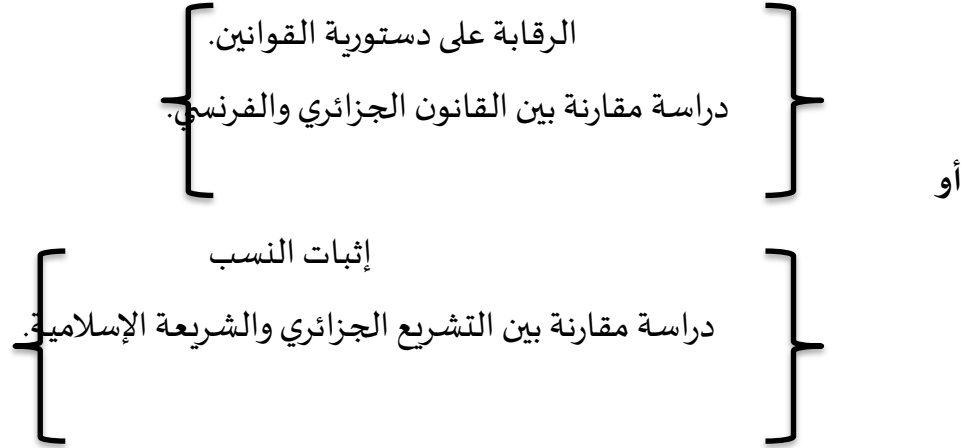 الرقابة على دستورية القوانين.
دراسة مقارنة بين القانون الجزائري والفرنسي.
أو
إثبات النسب
دراسة مقارنة بين التشريع الجزائري والشريعة الإسلامية.